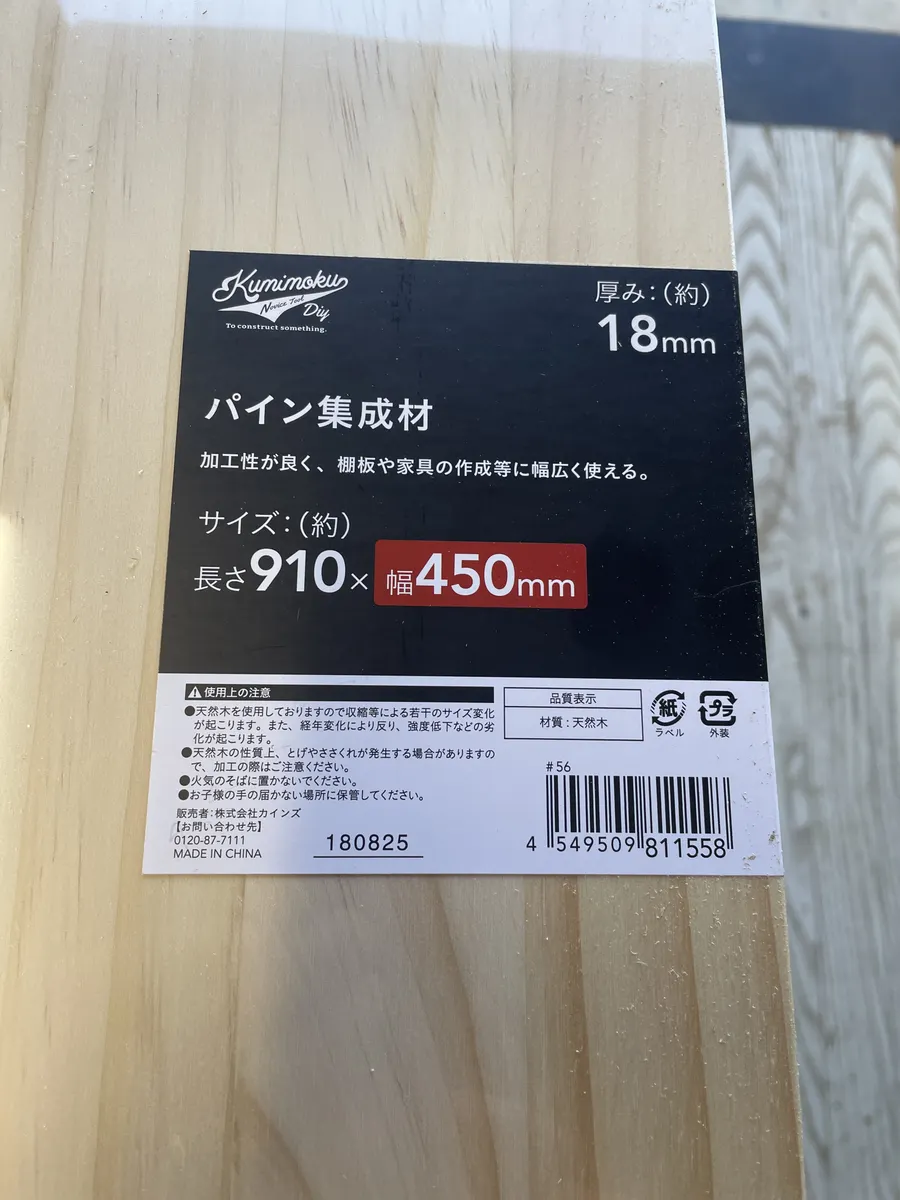 Kumimoku
Novice Tool
Diy
To construct something.
厚み：（約）
18mm
パイン集成材
加工性が良く、棚板や家具の作成等に幅広く使える。
サイズ：（約）
長さ910×幅450mm
使用上の注意
●天然木を使用しておりますので収縮等による若干のサイズ変化
が起こります。また、経年変化により反り、強度低下などの劣
化が起こります。
●天然木の性質上、とげやささくれが発生する場合がありますの
で、加工の際はご注意ください。
●火気のそばに置かないでください。
●お子様の手の届かない場所に保管してください。
販売者：株式会社カインズ
【お問い合わせ先】
0120-87-7111
MADE IN CHINA
180825
品質表示
材質：天然木
紙
ラベル
プラ
外装
#56
4 549509 811558